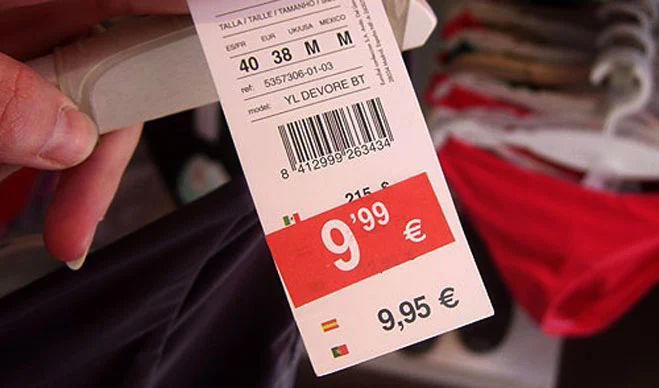 TALLA / TAILLE / TAMANHO /
ES/FR EUR UK/USA MEXICO
40 38 M M
ref: 5357306-01-03
model: YL DEVORE BT
8 412999 263434
215 $
9'99 €
9,95 €